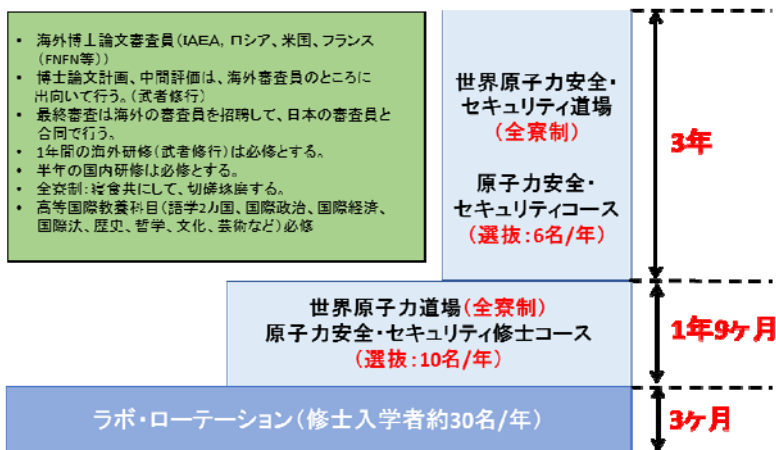 • 海外博士論文審査員(IAEA, ロシア、米国、フランス
(FNFN等))
• 博士論文計画、中間評価は、海外審査員のところに
出向いて行う。(武者修行)
• 最終審査は海外の審査員を招聘して、日本の審査員と
合同で行う。
• 1年間の海外研修(武者修行)は必修とする。
• 半年の国内研修は必修とする。
• 全寮制:寝食共にして、切磋琢磨する。
• 高等国際教養科目(語学2カ国、国際政治、国際経済、
国際法、歴史、哲学、文化、芸術など)必修
世界原子力安全・
セキュリティ道場
(全寮制)
原子力安全・
セキュリティコース
(選抜:6名/年)
3年
世界原子力道場(全寮制)
原子力安全・セキュリティ修士コース
(選抜:10名/年)
1年9ヶ月
ラボ・ローテーション(修士入学者約30名/年)
3ヶ月